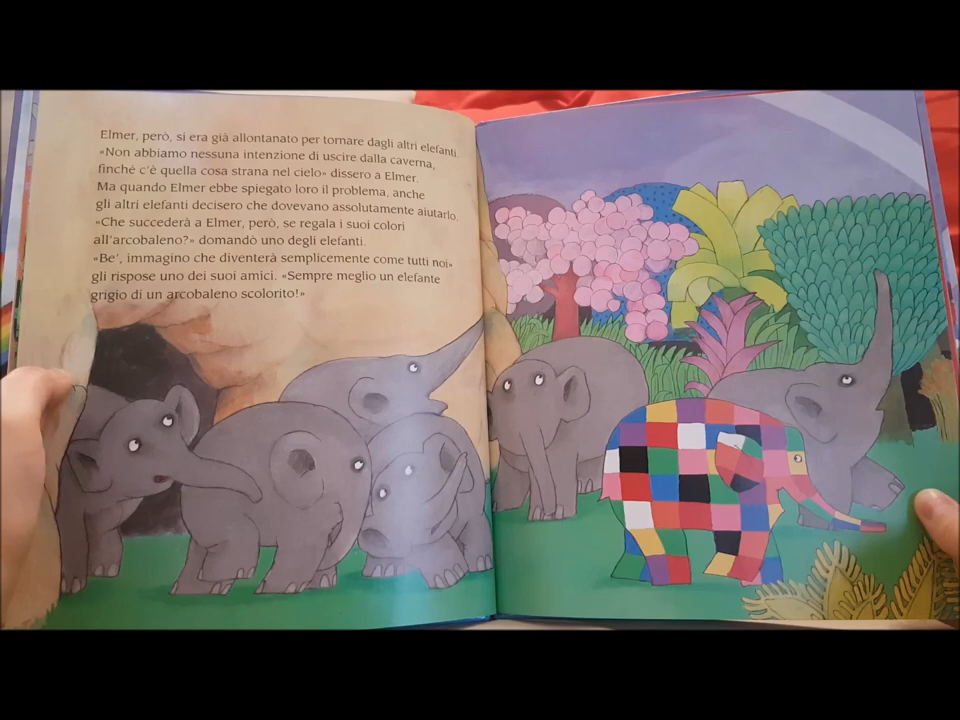 Elmer, però, si era già allontanato per tornare dagli altri elefanti.
«Non abbiamo nessuna intenzione di uscire dalla caverna,
finché c'è quella cosa strana nel cielo» dissero a Elmer.
Ma quando Elmer ebbe spiegato loro il problema, anche
gli altri elefanti decisero che dovevano assolutamente aiutarlo.
«Che succederà a Elmer, però, se regala i suoi colori
all'arcobaleno?» domandò uno degli elefanti.
«Be', immagino che diventerà semplicemente come tutti noi»
gli rispose uno dei suoi amici. «Sempre meglio un elefante
grigio di un arcobaleno scolorito!»